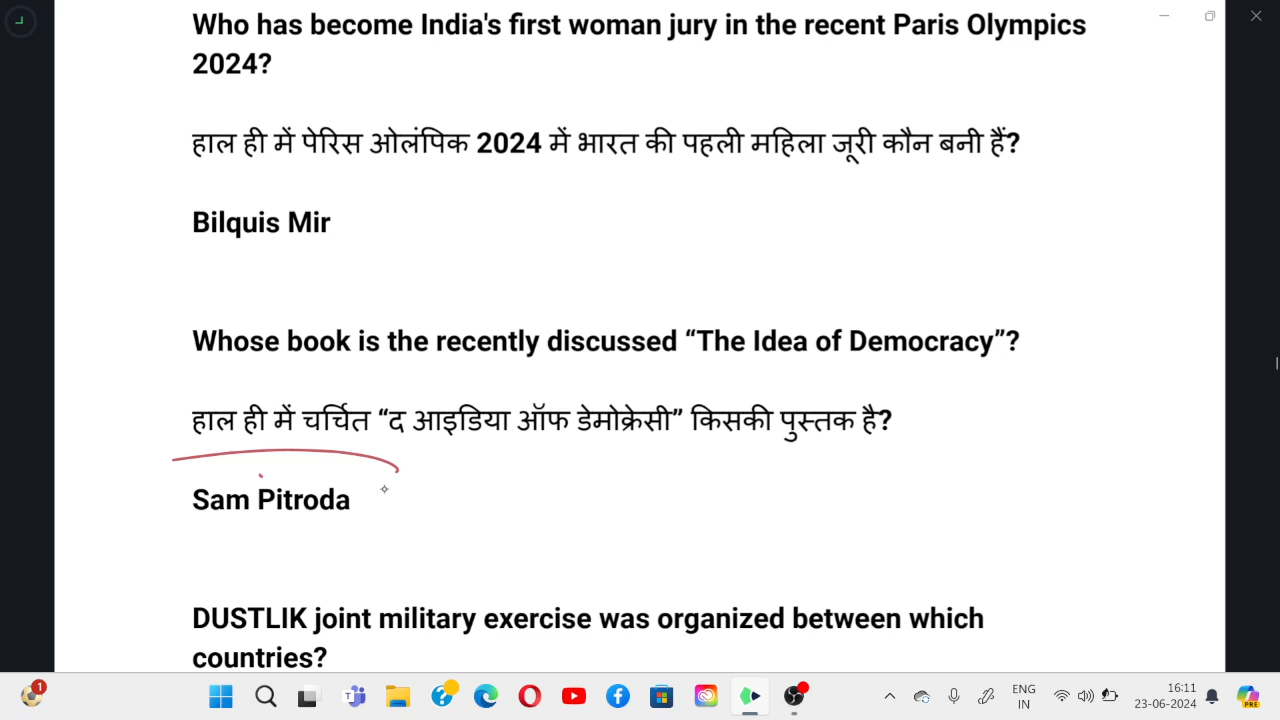 Who has become India's first woman jury in the recent Paris Olympics
2024?
हाल ही में पेरिस ओलंपिक 2024 में भारत की पहली महिला जूरी कौन बनी हैं?
Bilquis Mir
Whose book is the recently discussed “The Idea of Democracy”?
हाल ही में चर्चित “द आइडिया ऑफ डेमोक्रेसी” किसकी पुस्तक है?
Sam Pitroda
DUSTLIK joint military exercise was organized between which
countries?
1
ENG
IN
16:11
23-06-2024
PRE